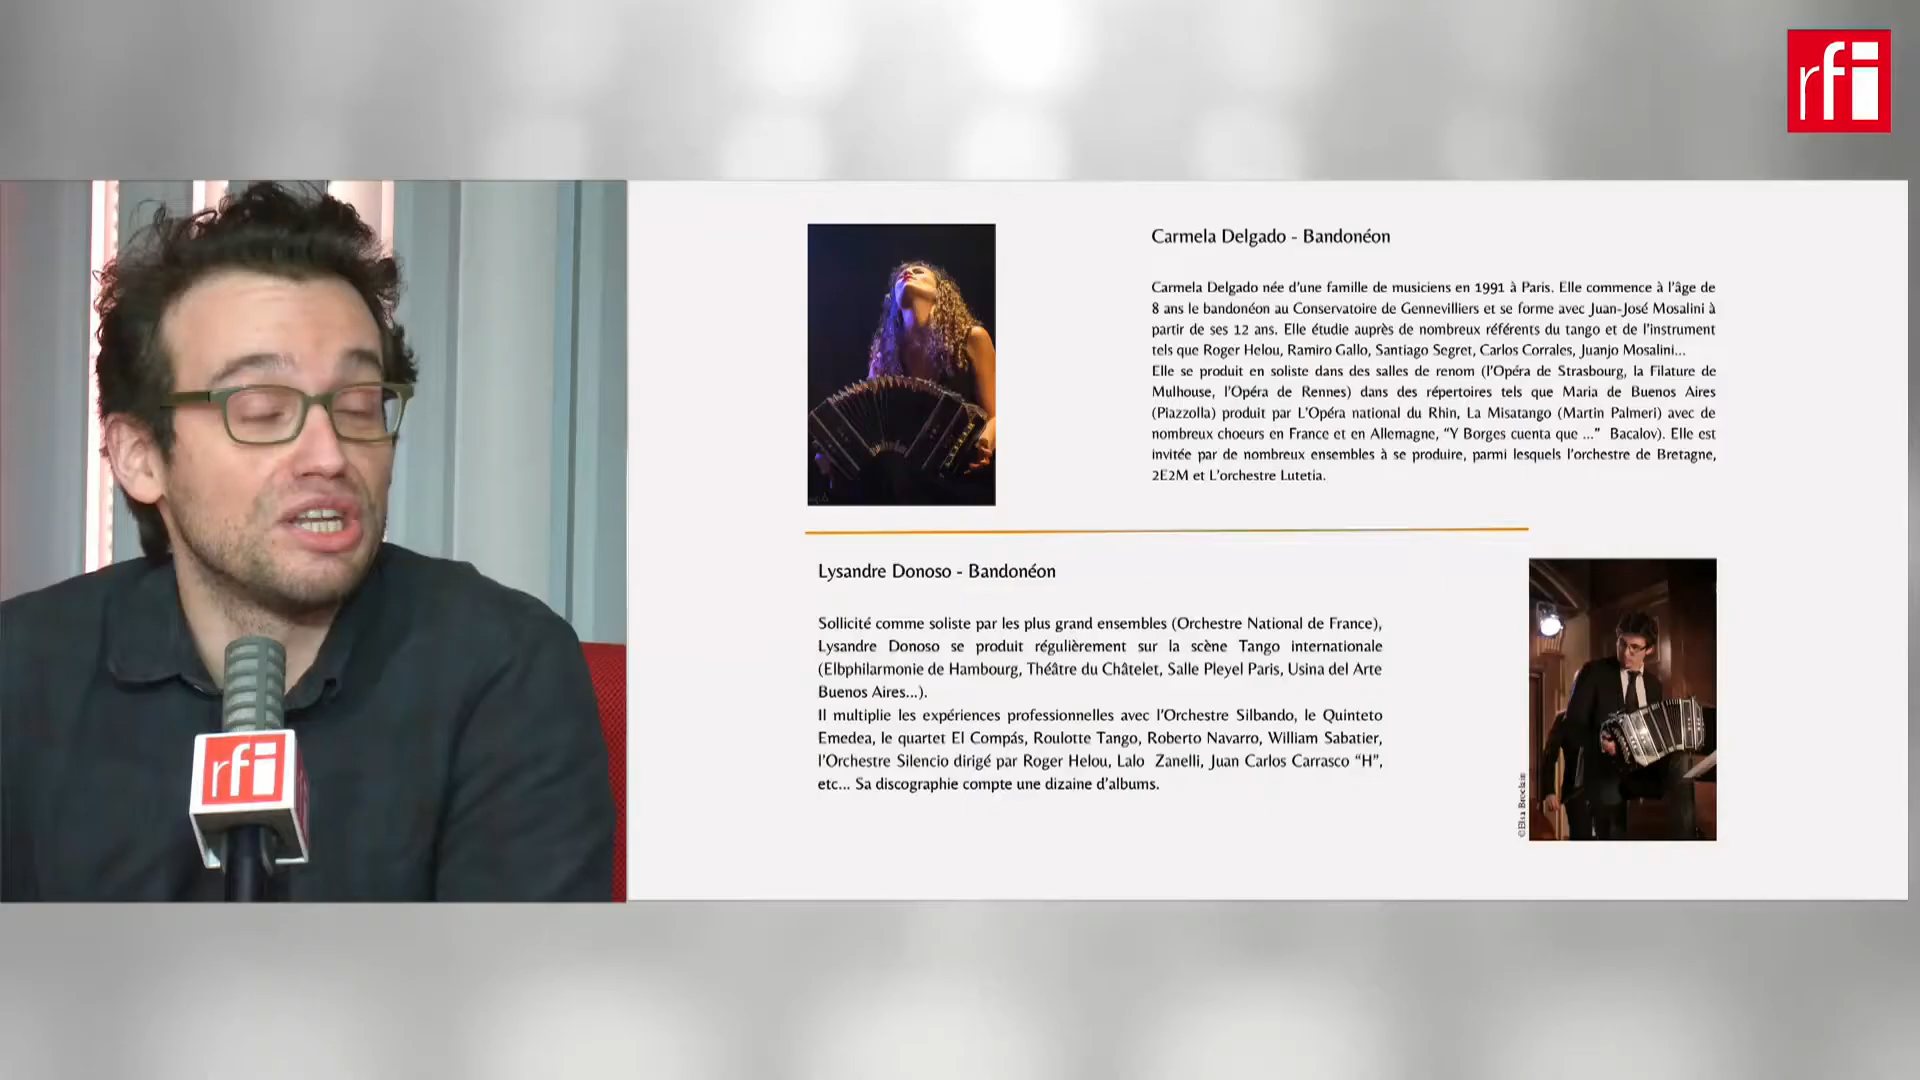 rfi
Carmela Delgado - Bandonéon
Carmela Delgado née d'une famille de musiciens en 1991 à Paris. Elle commence à l'âge de
8 ans le bandonéon au Conservatoire de Gennevilliers et se forme avec Juan-José Mosalini à
partir de ses 12 ans. Elle étudie auprès de nombreux référents du tango et de l'instrument
tels que Roger Helou, Ramiro Gallo, Santiago Segret, Carlos Corrales, Juanjo Mosalini...
Elle se produit en soliste dans des salles de renom (l'Opéra de Strasbourg, la Filature de
Mulhouse, l'Opéra de Rennes) dans des répertoires tels que Maria de Buenos Aires
(Piazzolla) produit par L'Opéra national du Rhin, La Misatango (Martin Palmeri) avec de
nombreux choeurs en France et en Allemagne, "Y Borges cuenta que ..." Bacalov). Elle est
invitée par de nombreux ensembles à se produire, parmi lesquels l'orchestre de Bretagne,
2E2M et L'orchestre Lutetia.
Lysandre Donoso - Bandonéon
Sollicité comme soliste par les plus grand ensembles (Orchestre National de France),
Lysandre Donoso se produit régulièrement sur la scène Tango internationale
(Elbphilarmonie de Hambourg, Théâtre du Châtelet, Salle Pleyel Paris, Usina del Arte
Buenos Aires...).
Il multiplie les expériences professionnelles avec l'Orchestre Silbando, le Quinteto
Emedea, le quartet El Compás, Roulotte Tango, Roberto Navarro, William Sabatier,
l'Orchestre Silencio dirigé par Roger Helou, Lalo Zanelli, Juan Carlos Carrasco "H",
etc... Sa discographie compte une dizaine d'albums.
©Elsa Broclain
rfi